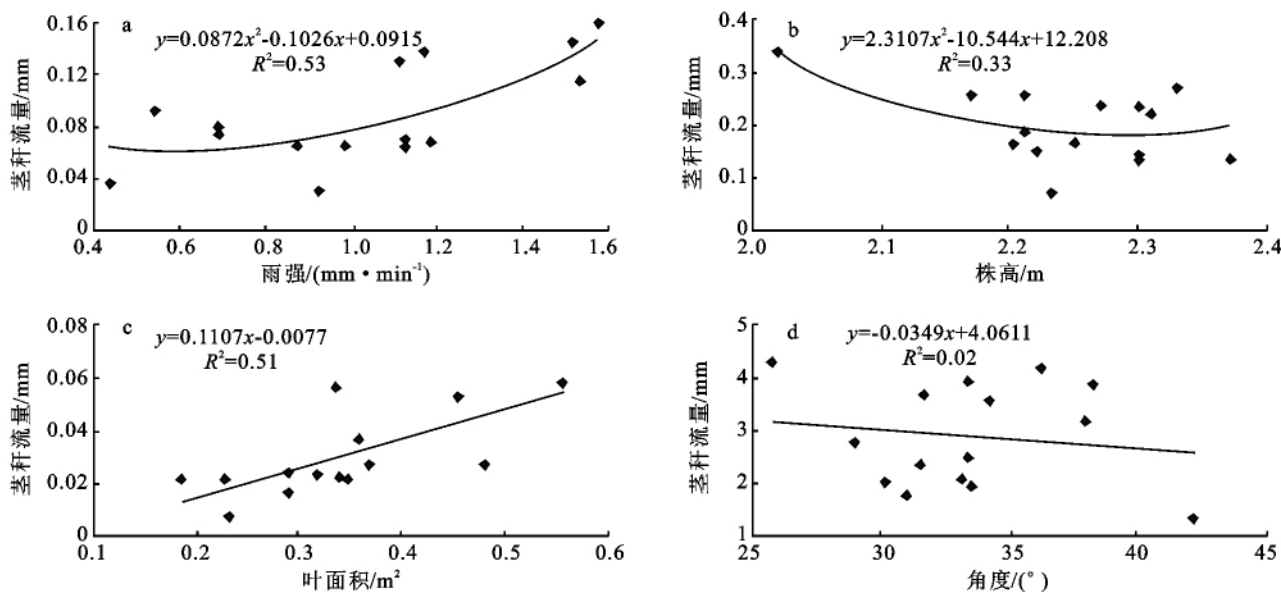 a
y=0.0872x²-0.1026x+0.0915
R²=0.53
0.16
0.12
0.08
0.04
0
茎秆流量/mm
0.4 0.6 0.8 1.0 1.2 1.4 1.6
雨强/(mm·min⁻¹)
b
y=2.3107x²-10.544x+12.208
R²=0.33
0.4
0.3
0.2
0.1
0
茎秆流量/mm
2.0 2.1 2.2 2.3 2.4
株高/m
c
y=0.1107x-0.0077
R²=0.51
0.08
0.06
0.04
0.02
0
茎秆流量/mm
0.1 0.2 0.3 0.4 0.5 0.6
叶面积/m²
d
y=-0.0349x+4.0611
R²=0.02
5
4
3
2
1
茎秆流量/mm
25 30 35 40 45
角度/(°)